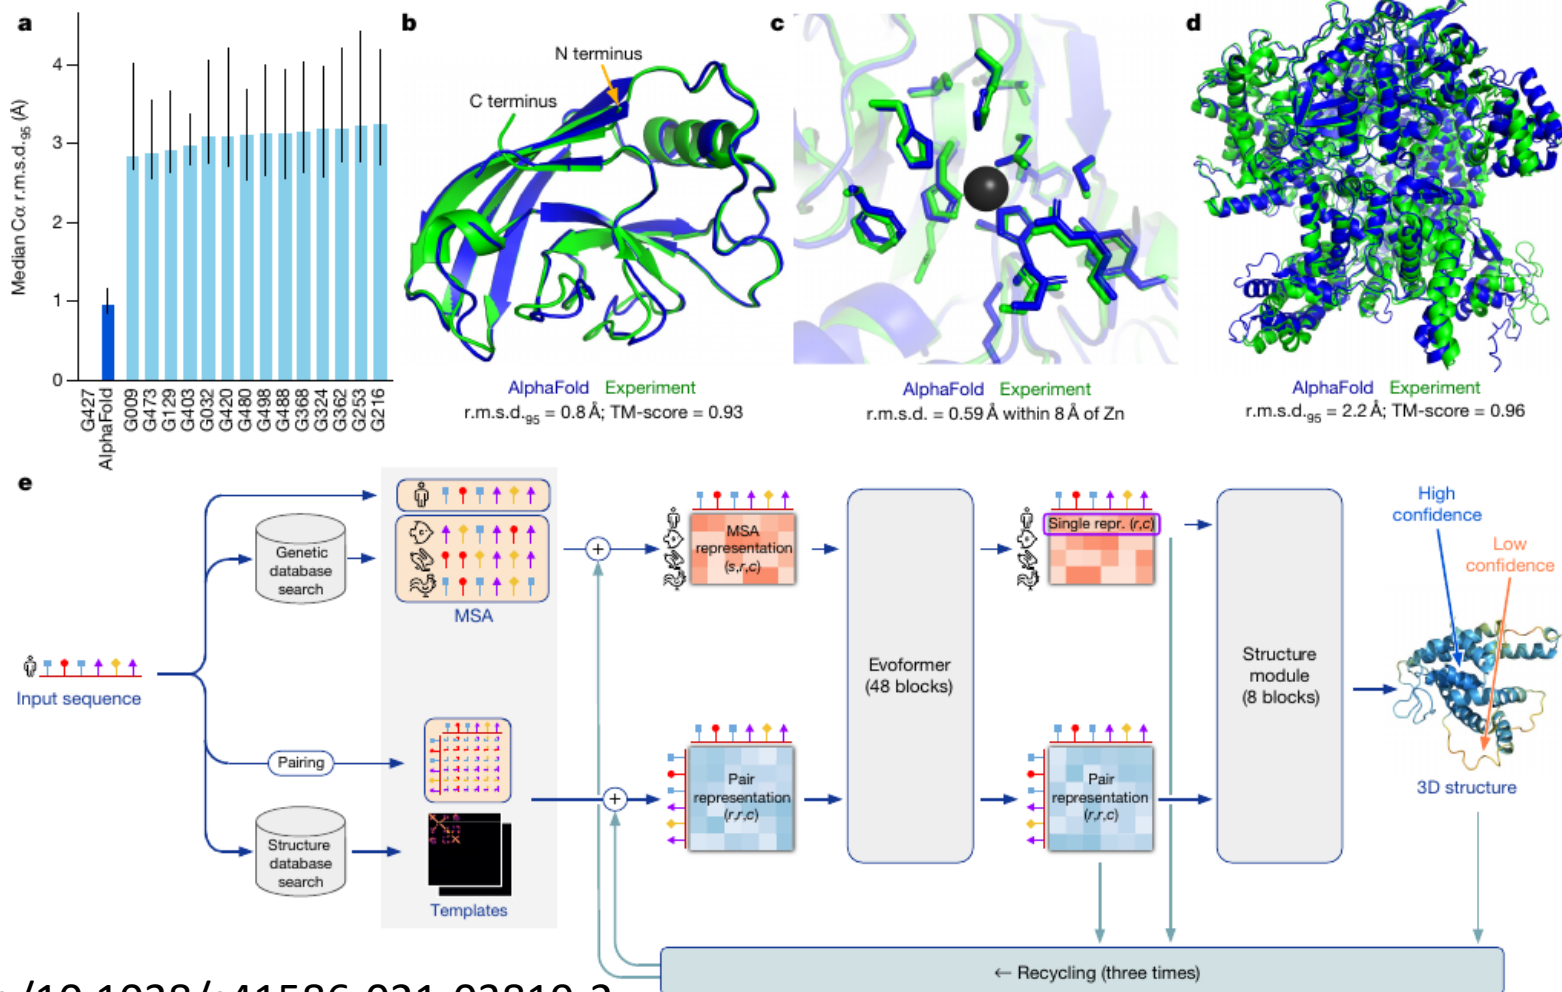 a
Median Cα r.m.s.d.95 (Å)
4
3
2
1
0
G427
AlphaFold
G009
G473
G129
G403
G032
G420
G480
G498
G488
G368
G324
G362
G253
G216
b
N terminus
C terminus
AlphaFold Experiment
r.m.s.d.95 = 0.8 Å; TM-score = 0.93
c
AlphaFold Experiment
r.m.s.d. = 0.59 Å within 8 Å of Zn
d
AlphaFold Experiment
r.m.s.d.95 = 2.2 Å; TM-score = 0.96
e
Input sequence
Genetic
database
search
MSA
Pairing
Structure
database
search
Templates
+
+
MSA
representation
(s,r,c)
Pair
representation
(r,r,c)
Evoformer
(48 blocks)
Single repr. (r,c)
Pair
representation
(r,r,c)
Structure
module
(8 blocks)
High
confidence
Low
confidence
3D structure
← Recycling (three times)